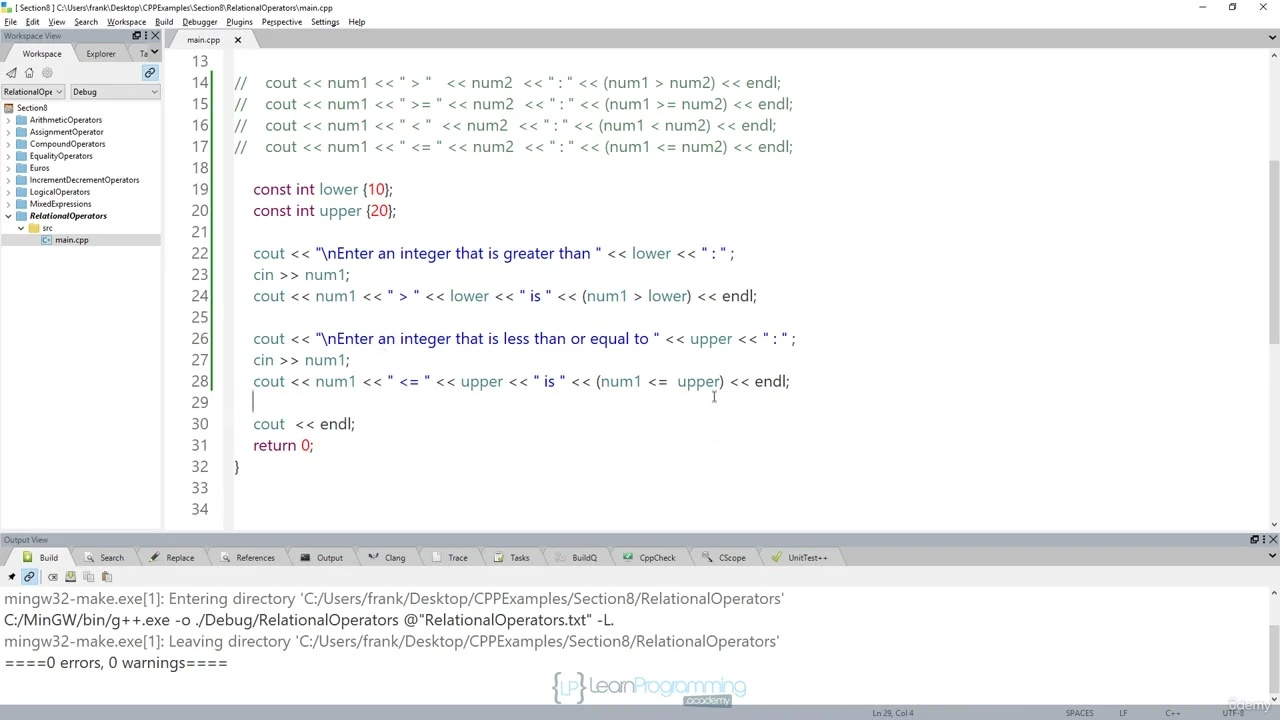 [ Section8 ] C:\Users\frank\Desktop\CPPExamples\Section8\RelationalOperators\main.cpp
File Edit View Search Workspace Build Debugger Plugins Perspective Settings Help
Workspace View
main.cpp
Workspace Explorer Ta
RelationalOpe Debug
Section8
ArithmeticOperators
AssignmentOperator
CompoundOperators
EqualityOperators
Euros
IncrementDecrementOperators
LogicalOperators
MixedExpressions
RelationalOperators
src
main.cpp
13
14 // cout << num1 << " > " << num2 << " : " << (num1 > num2) << endl;
15 // cout << num1 << " >= " << num2 << " : " << (num1 >= num2) << endl;
16 // cout << num1 << " < " << num2 << " : " << (num1 < num2) << endl;
17 // cout << num1 << " <= " << num2 << " : " << (num1 <= num2) << endl;
18
19 const int lower {10};
20 const int upper {20};
21
22 cout << "\nEnter an integer that is greater than " << lower << " : " ;
23 cin >> num1;
24 cout << num1 << " > " << lower << " is " << (num1 > lower) << endl;
25
26 cout << "\nEnter an integer that is less than or equal to " << upper << " : " ;
27 cin >> num1;
28 cout << num1 << " <= " << upper << " is " << (num1 <= upper) << endl;
29
30 cout << endl;
31 return 0;
32 }
33
34
Output View
Build Search Replace References Output Clang Trace Tasks BuildQ CppCheck CScope UnitTest++
mingw32-make.exe[1]: Entering directory 'C:/Users/frank/Desktop/CPPExamples/Section8/RelationalOperators'
C:/MinGW/bin/g++.exe -o ./Debug/RelationalOperators @"RelationalOperators.txt" -L.
mingw32-make.exe[1]: Leaving directory 'C:/Users/frank/Desktop/CPPExamples/Section8/RelationalOperators'
====0 errors, 0 warnings====
{LP} LearnProgramming
academy
Ln 29, Col 4 SPACES LF C++ UTF-8
ûdemy